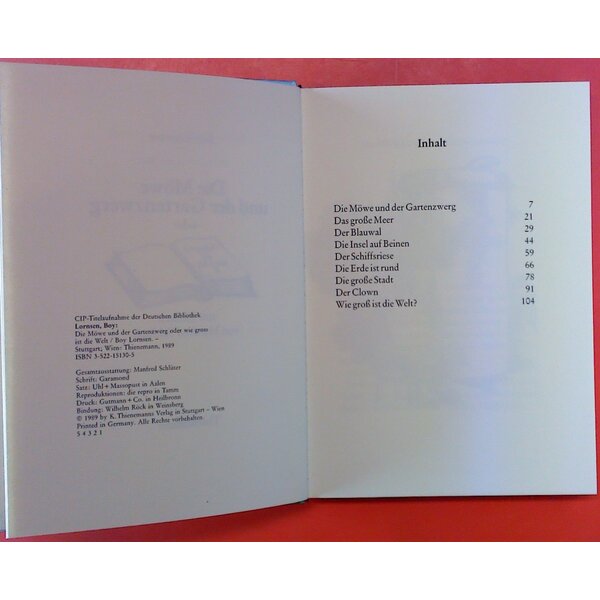 CIP-Titelaufnahme der Deutschen Bibliothek
Lornsen, Boy:
Die Möwe und der Gartenzwerg oder wie gross
ist die Welt / Boy Lornsen. –
Stuttgart; Wien: Thienemann, 1989
ISBN 3-522-15130-5
Gesamtausstattung: Manfred Schlüter
Schrift: Garamond
Satz: Uhl + Massopust in Aalen
Reproduktionen: die repro in Tamm
Druck: Gutmann + Co. in Heilbronn
Bindung: Wilhelm Röck in Weinsberg
© 1989 by K. Thienemanns Verlag in Stuttgart – Wien
Printed in Germany. Alle Rechte vorbehalten.
5 4 3 2 1
Inhalt
Die Möwe und der Gartenzwerg 7
Das große Meer 21
Der Blauwal 29
Die Insel auf Beinen 44
Der Schiffsriese 59
Die Erde ist rund 66
Die große Stadt 78
Der Clown 91
Wie groß ist die Welt? 104